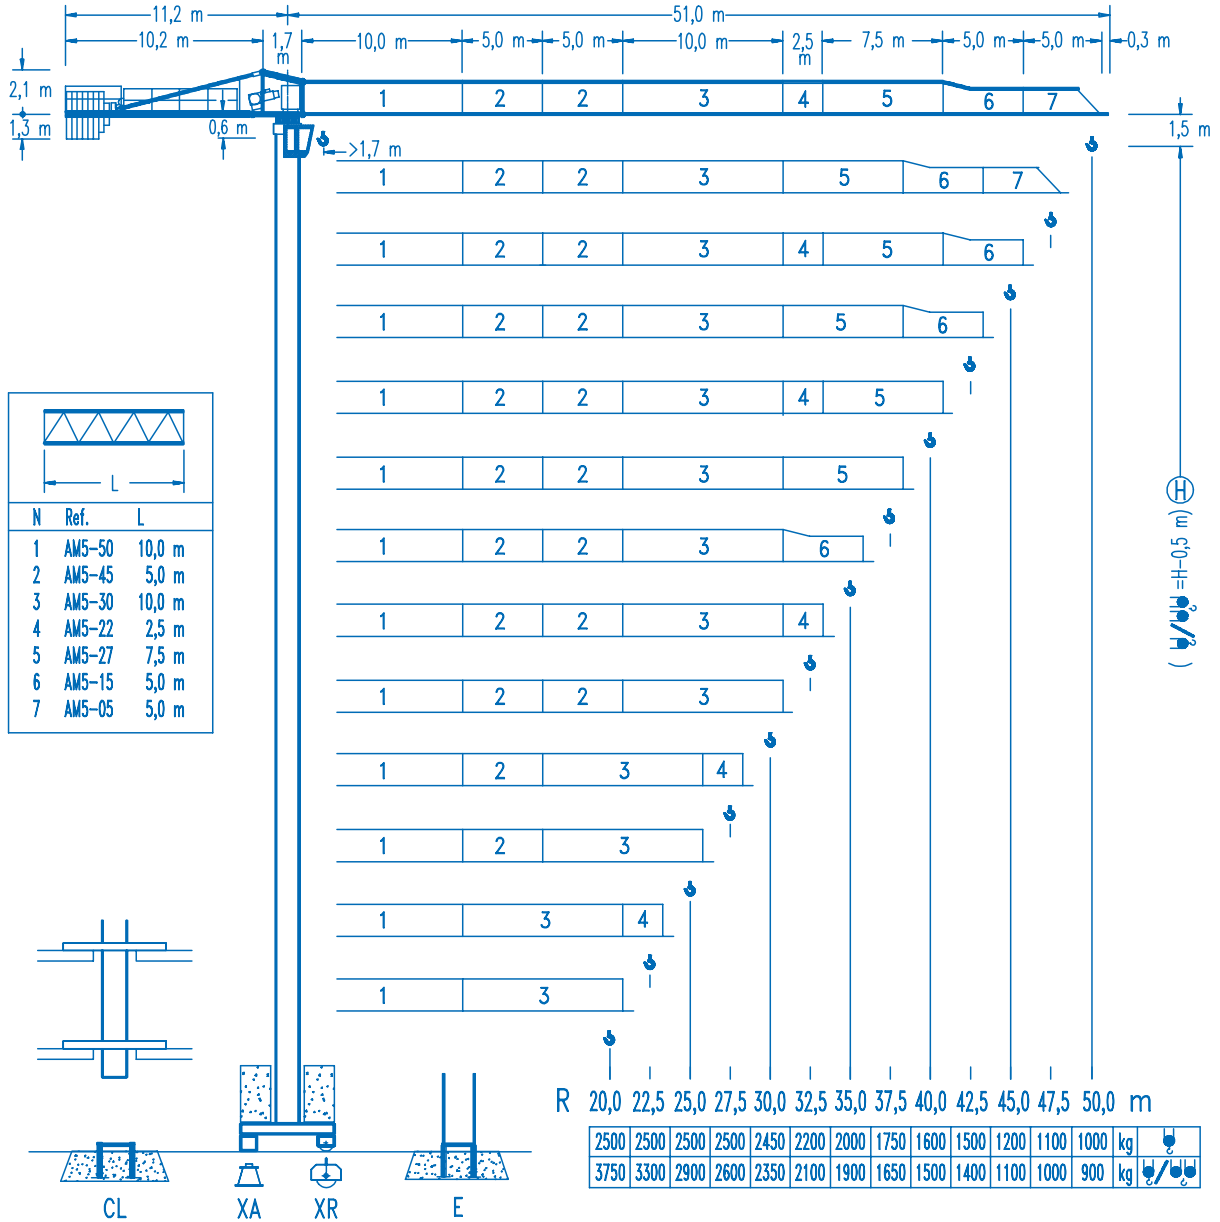 11,2 m 51,0 m
10,2 m 1,7 m 10,0 m 5,0 m 5,0 m 10,0 m 2,5 m 7,5 m 5,0 m 5,0 m 0,3 m
2,1 m
1 2 2 3 4 5 6 7
1,3 m 0,6 m 1,5 m
>1,7 m
1 2 2 3 5 6 7
1 2 2 3 4 5 6
1 2 2 3 5 6
1 2 2 3 4 5
1 2 2 3 5
1 2 2 3 6
1 2 2 3 4
1 2 2 3
1 2 3 4
1 2 3
1 3 4
1 3
L
N Ref. L
1 AM5-50 10,0 m
2 AM5-45 5,0 m
3 AM5-30 10,0 m
4 AM5-22 2,5 m
5 AM5-27 7,5 m
6 AM5-15 5,0 m
7 AM5-05 5,0 m
H
( / =H-0,5 m)
R 20,0 22,5 25,0 27,5 30,0 32,5 35,0 37,5 40,0 42,5 45,0 47,5 50,0 m
2500 2500 2500 2500 2450 2200 2000 1750 1600 1500 1200 1100 1000 kg
3750 3300 2900 2600 2350 2100 1900 1650 1500 1400 1100 1000 900 kg /
CL XA XR E